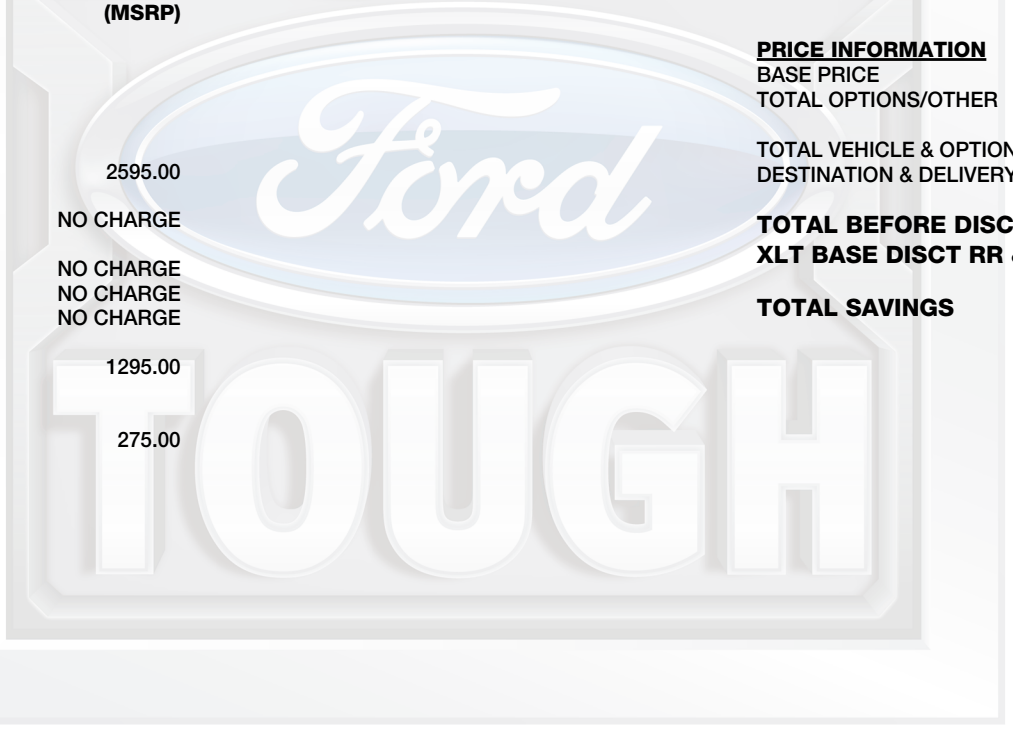 (MSRP)
2595.00
NO CHARGE
NO CHARGE
NO CHARGE
NO CHARGE
1295.00
275.00
PRICE INFORMATION
BASE PRICE
TOTAL OPTIONS/OTHER
TOTAL VEHICLE & OPTION
DESTINATION & DELIVERY
TOTAL BEFORE DISC
XLT BASE DISCT RR
TOTAL SAVINGS
Ford
TOUGH